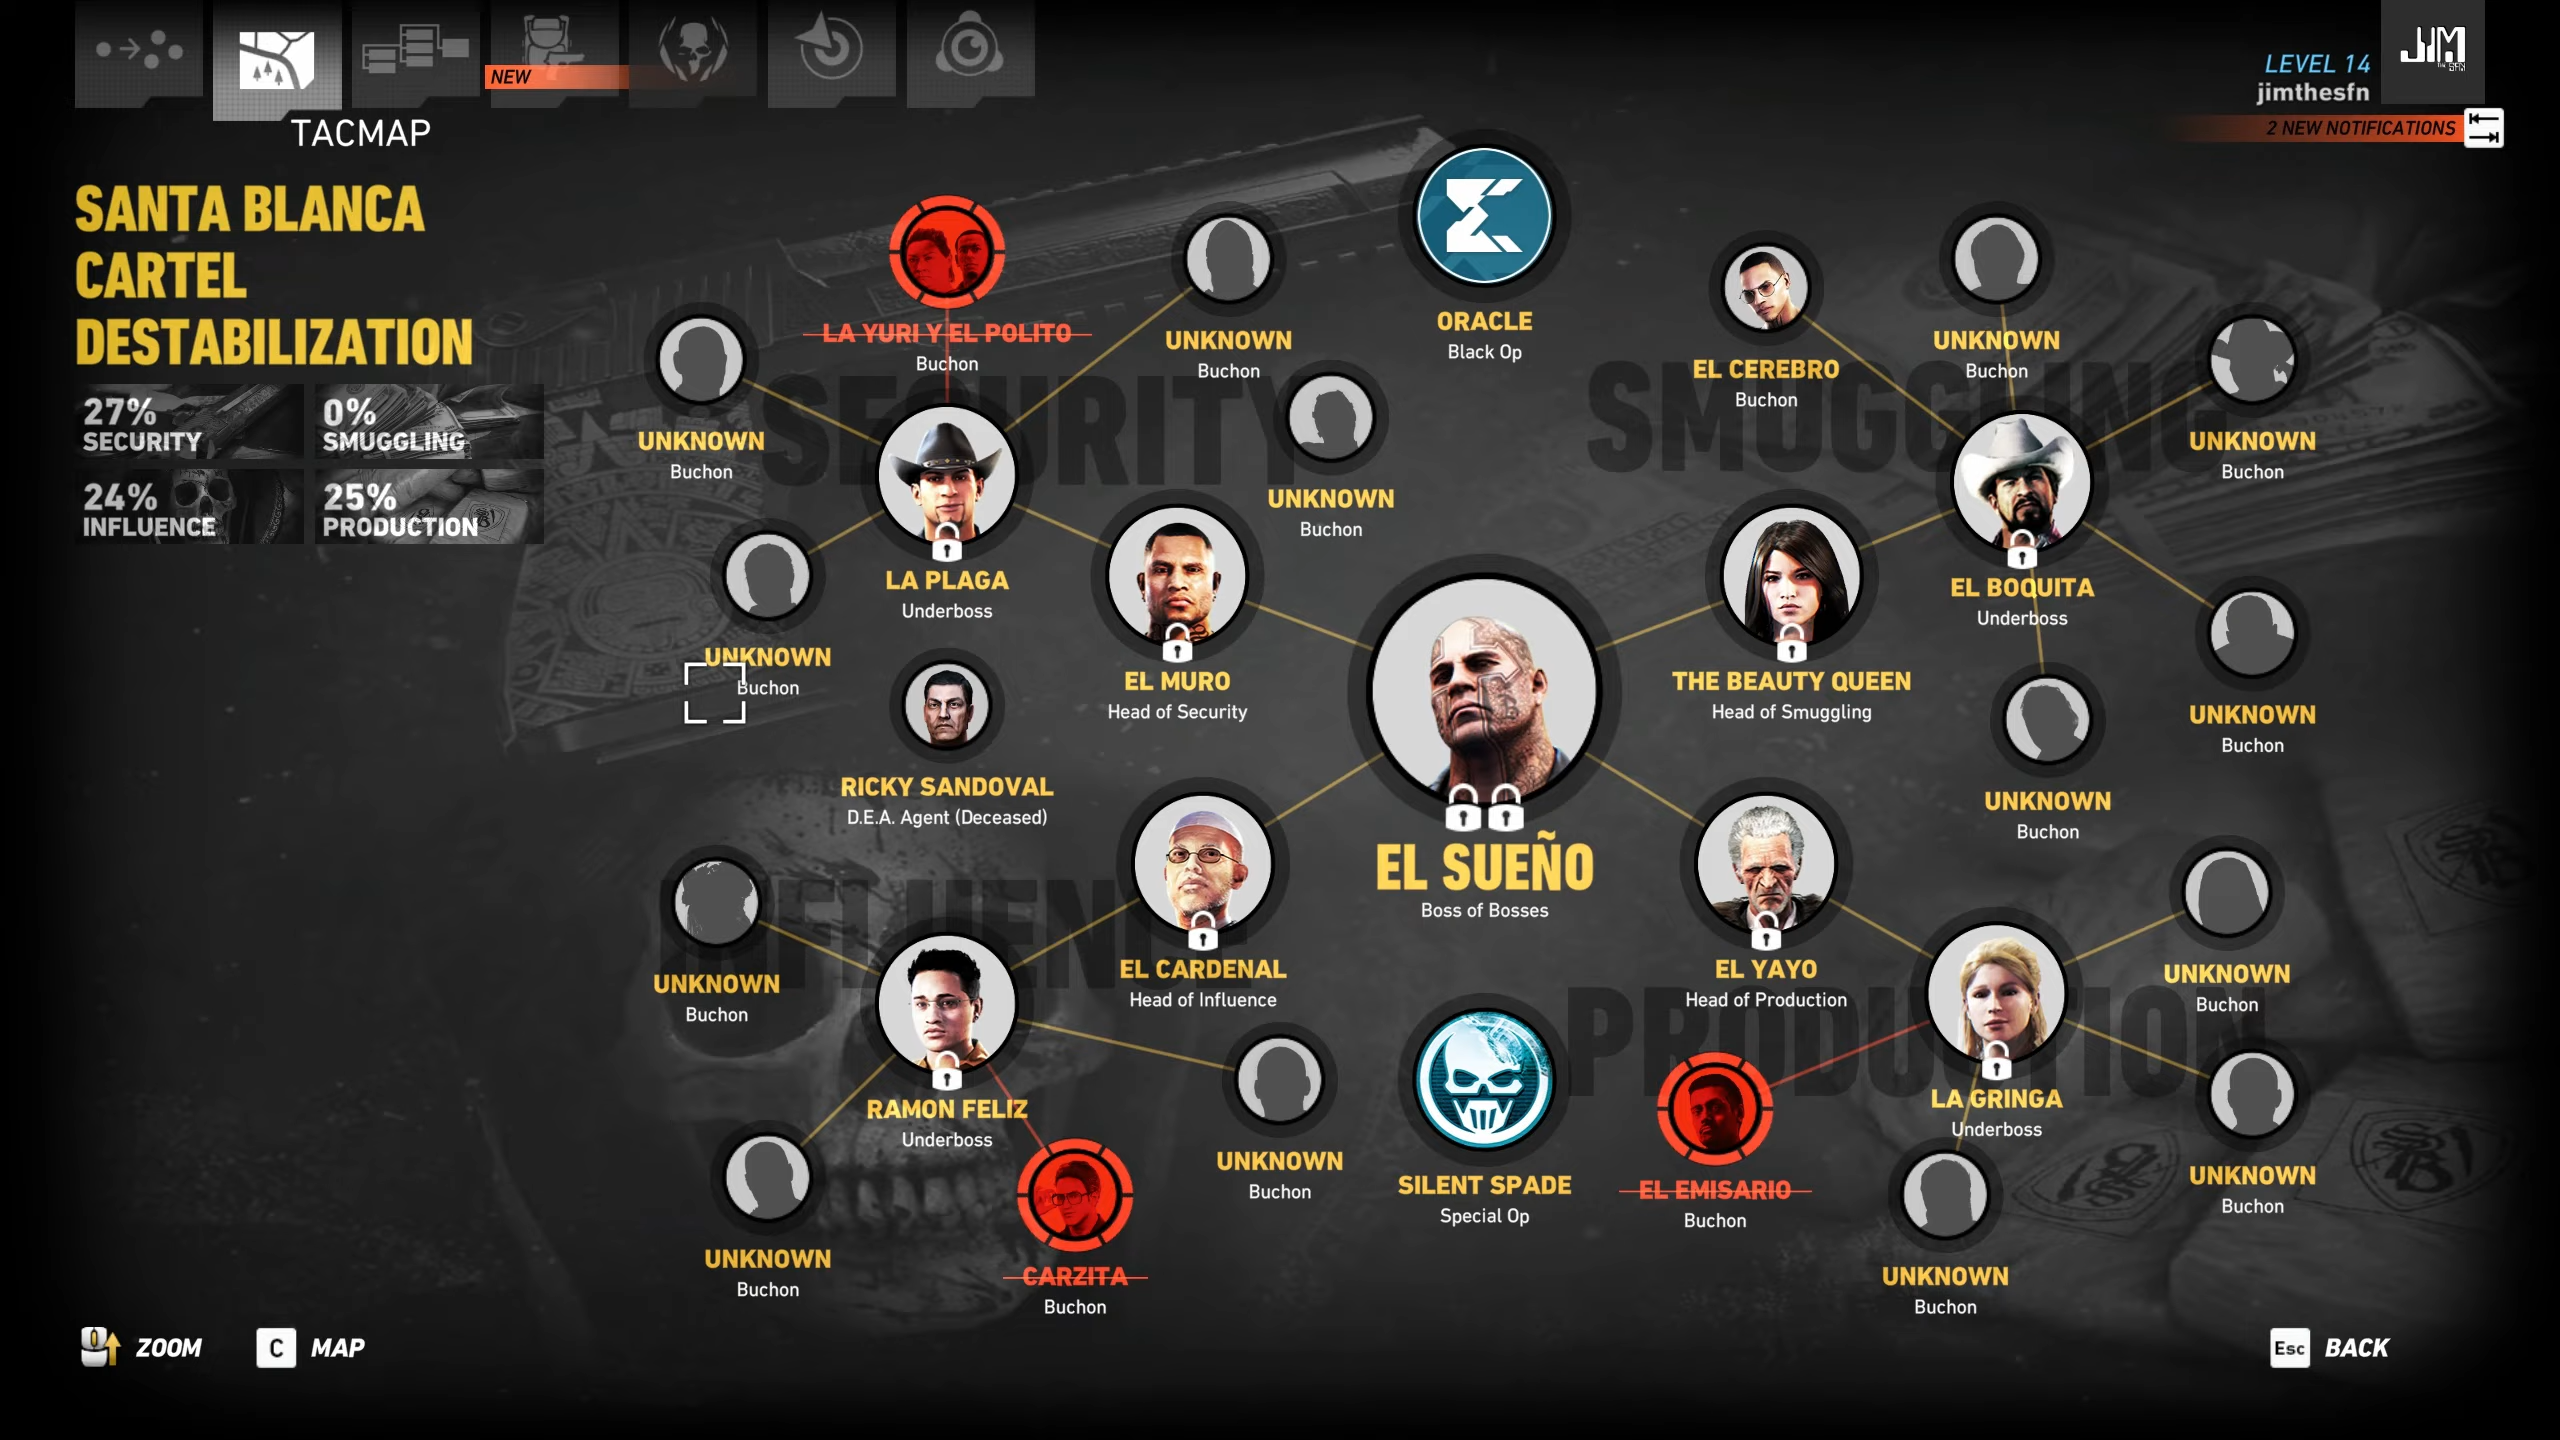 NEW
TACMAP
LEVEL 14
jimthesfn
2 NEW NOTIFICATIONS
JIM
SANTA BLANCA
CARTEL
DESTABILIZATION
27%
SECURITY
0%
SMUGGLING
24%
INFLUENCE
25%
PRODUCTION
SECURITY
SMUGGLING
INFLUENCE
PRODUCTION
LA YURI Y EL POLITO
Buchon
UNKNOWN
Buchon
ORACLE
Black Op
EL CEREBRO
Buchon
UNKNOWN
Buchon
UNKNOWN
Buchon
UNKNOWN
Buchon
UNKNOWN
Buchon
LA PLAGA
Underboss
EL BOQUITA
Underboss
UNKNOWN
Buchon
EL MURO
Head of Security
THE BEAUTY QUEEN
Head of Smuggling
UNKNOWN
Buchon
RICKY SANDOVAL
D.E.A. Agent (Deceased)
UNKNOWN
Buchon
EL SUEÑO
Boss of Bosses
UNKNOWN
Buchon
EL CARDENAL
Head of Influence
EL YAYO
Head of Production
UNKNOWN
Buchon
RAMON FELIZ
Underboss
LA GRINGA
Underboss
UNKNOWN
Buchon
SILENT SPADE
Special Op
EL EMISARIO
Buchon
UNKNOWN
Buchon
UNKNOWN
Buchon
CARZITA
Buchon
UNKNOWN
Buchon
ZOOM
C MAP
Esc BACK